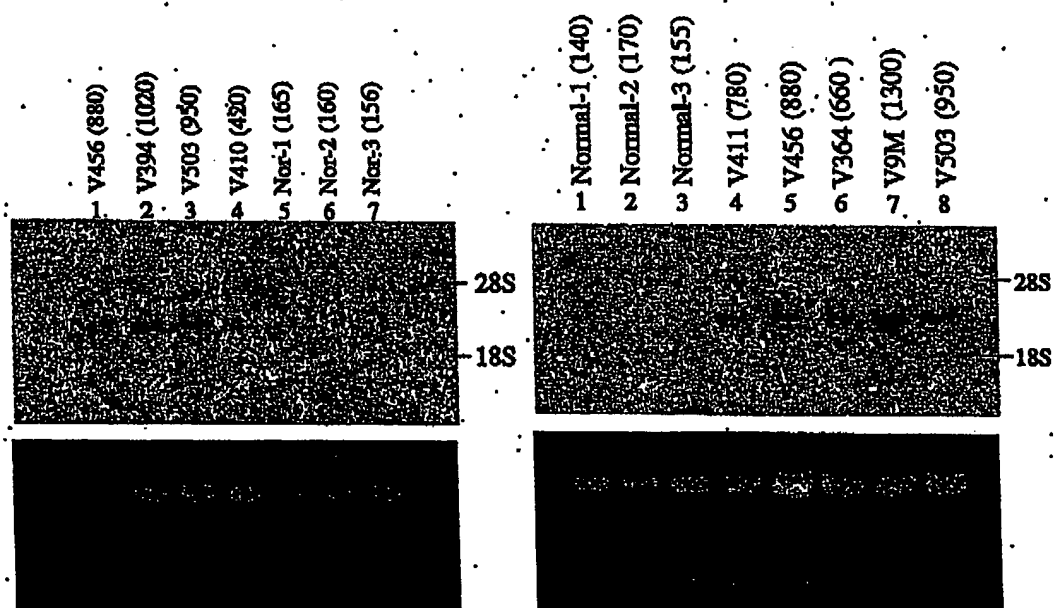 V456 (880)
V394 (1020)
V503 (950)
V410 (420)
Nor-1 (165)
Nor-2 (160)
Nor-3 (156)
1 2 3 4 5 6 7
28S
18S
Normal-1 (140)
Normal-2 (170)
Normal-3 (155)
V411 (780)
V456 (880)
V364 (660 )
V9M (1300)
V503 (950)
1 2 3 4 5 6 7 8
28S
18S